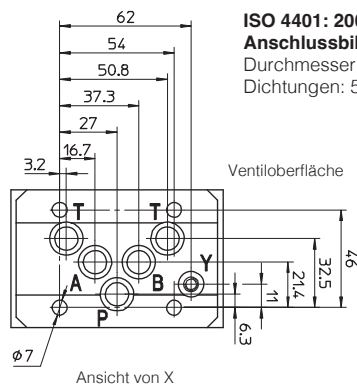 62
54
50.8
37.3
27
16.7
3.2
ISO 4401: 200
Anschlussbil
Durchmesser
Dichtungen: 5
Ventiloberfläche
T T
A B Y
P
46
32.5
21.4
11
6.3
ø7
Ansicht von X